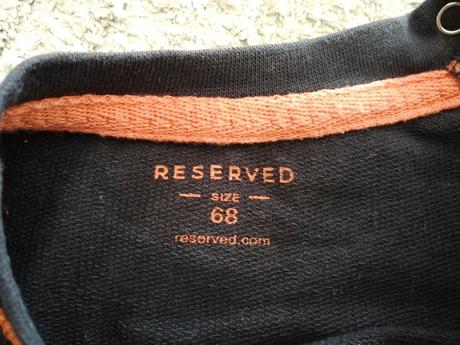 RESERVED
— SIZE —
68
reserved.com